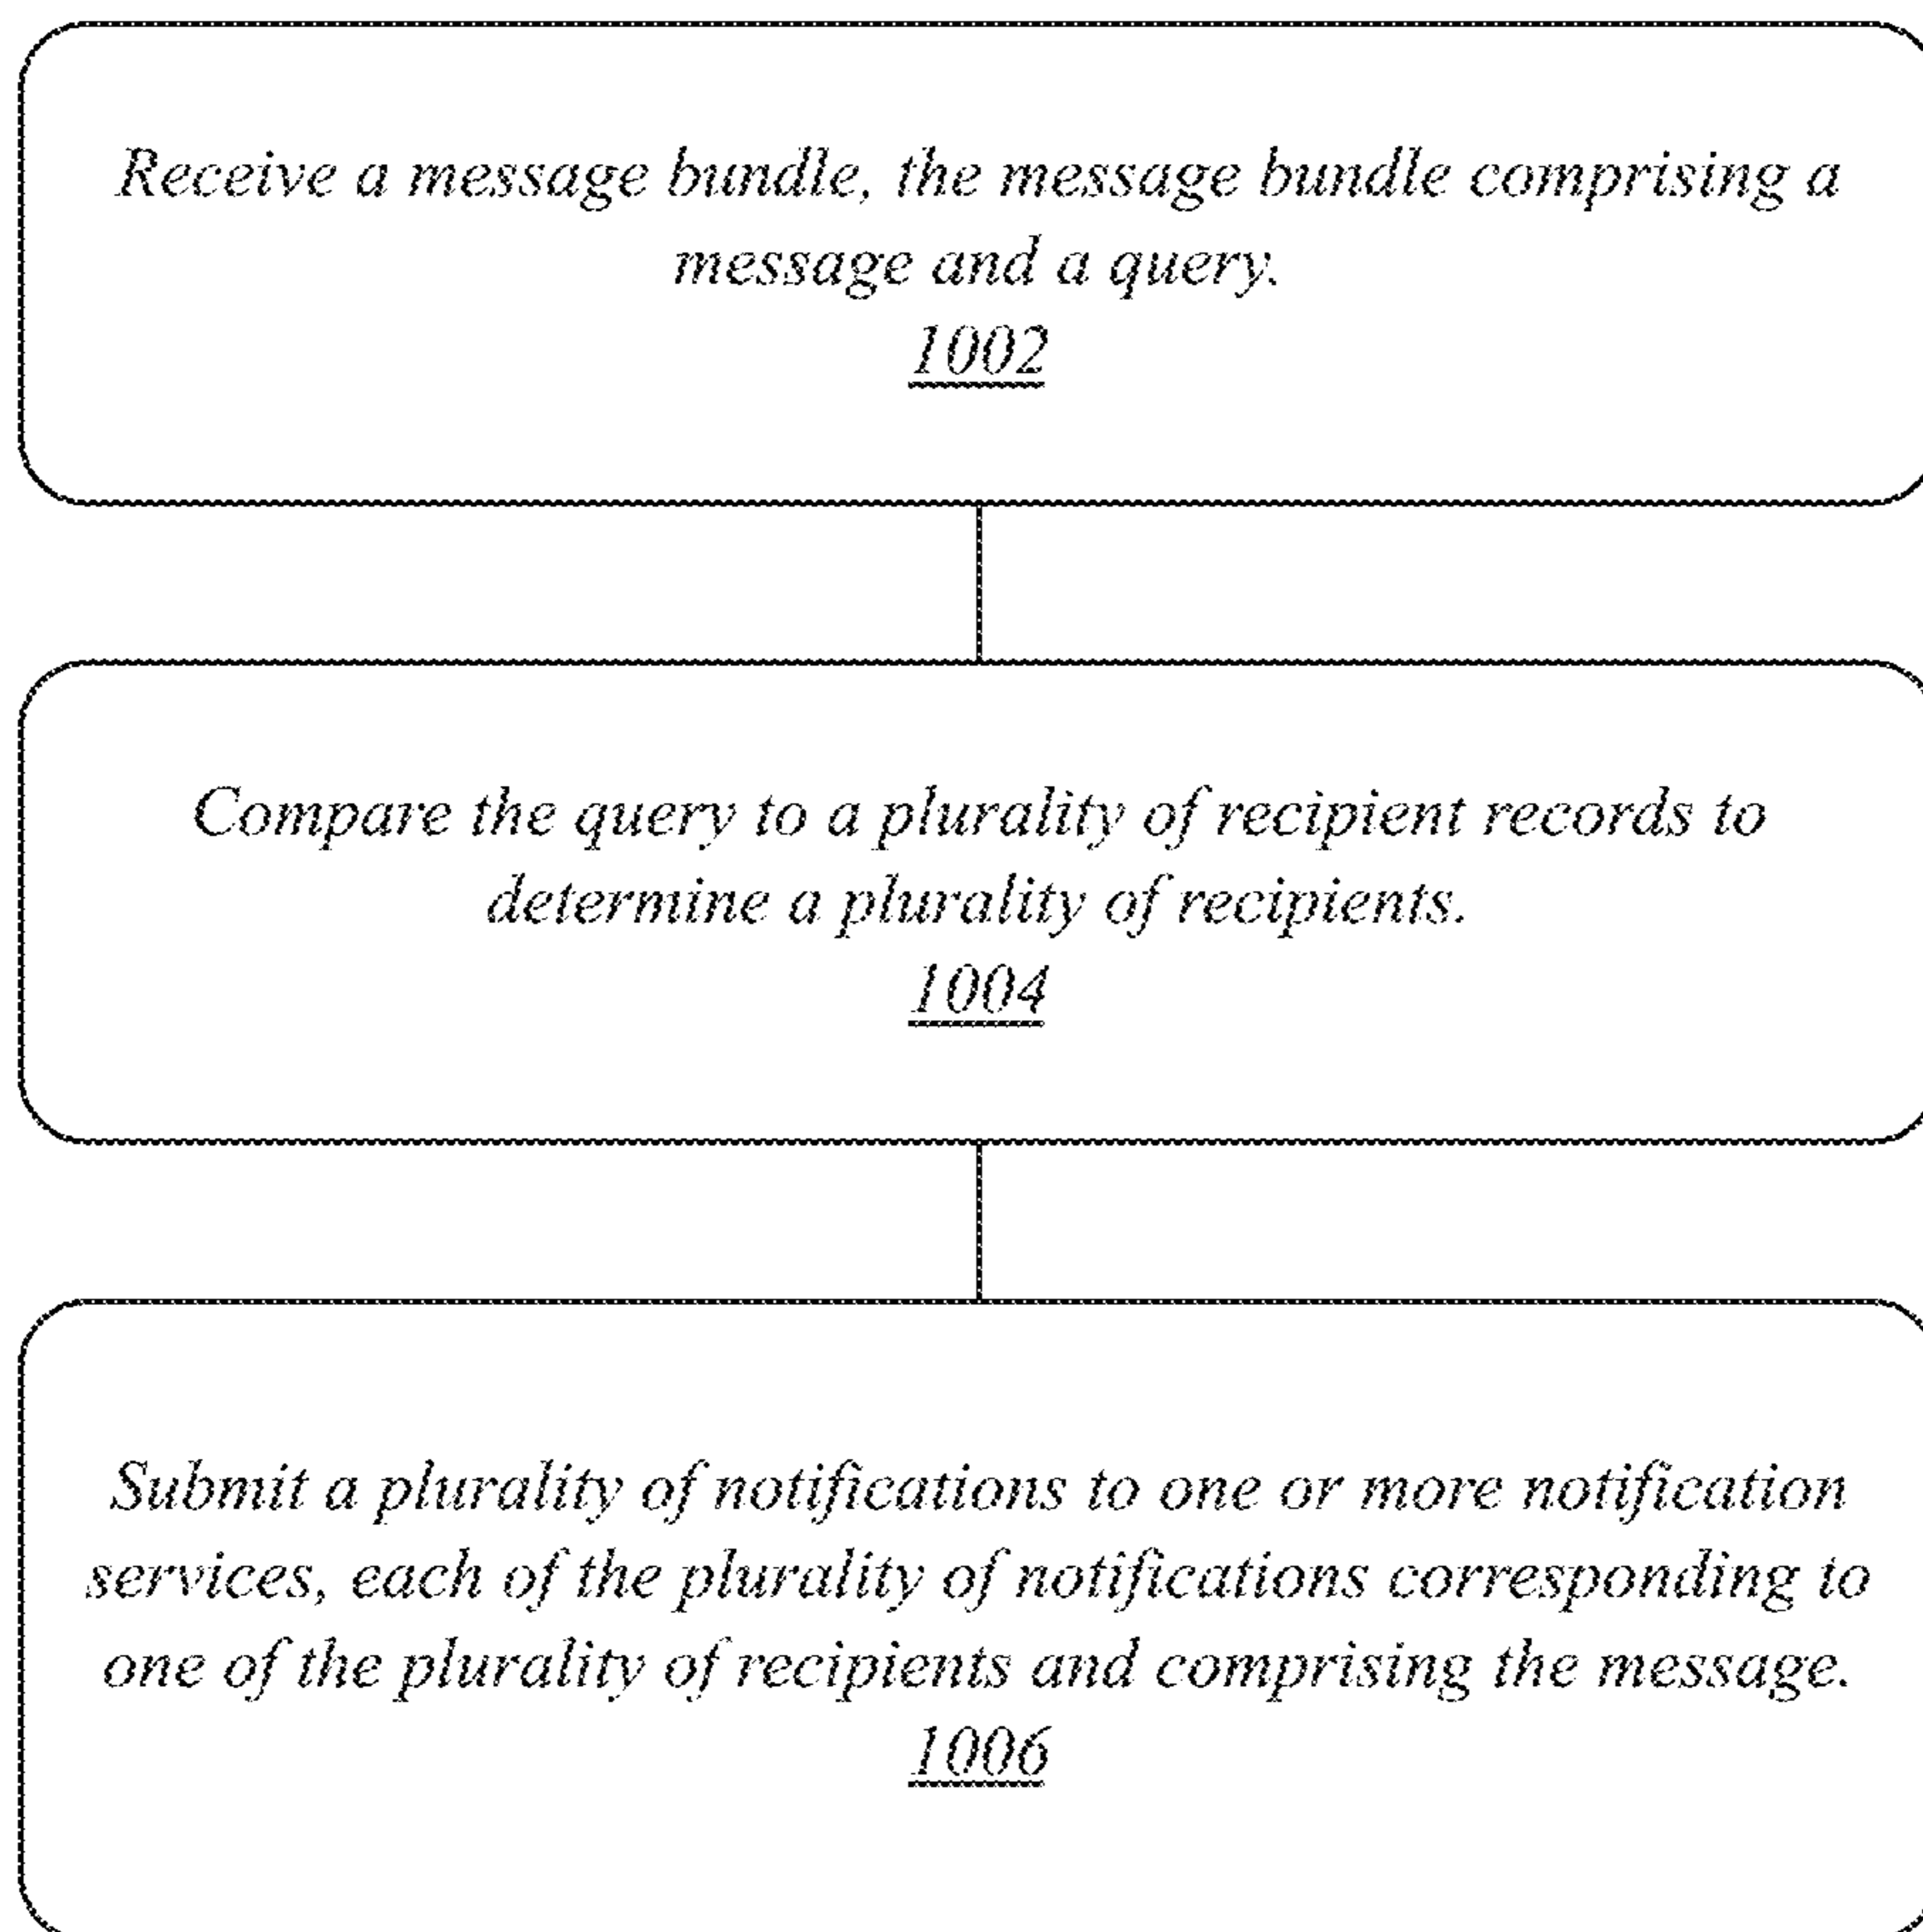 Receive a message bundle, the message bundle comprising a
message and a query.
1002
Compare the query to a plurality of recipient records to
determine a plurality of recipients.
1004
Submit a plurality of notifications to one or more notification
services, each of the plurality of notifications corresponding to
one of the plurality of recipients and comprising the message.
1006